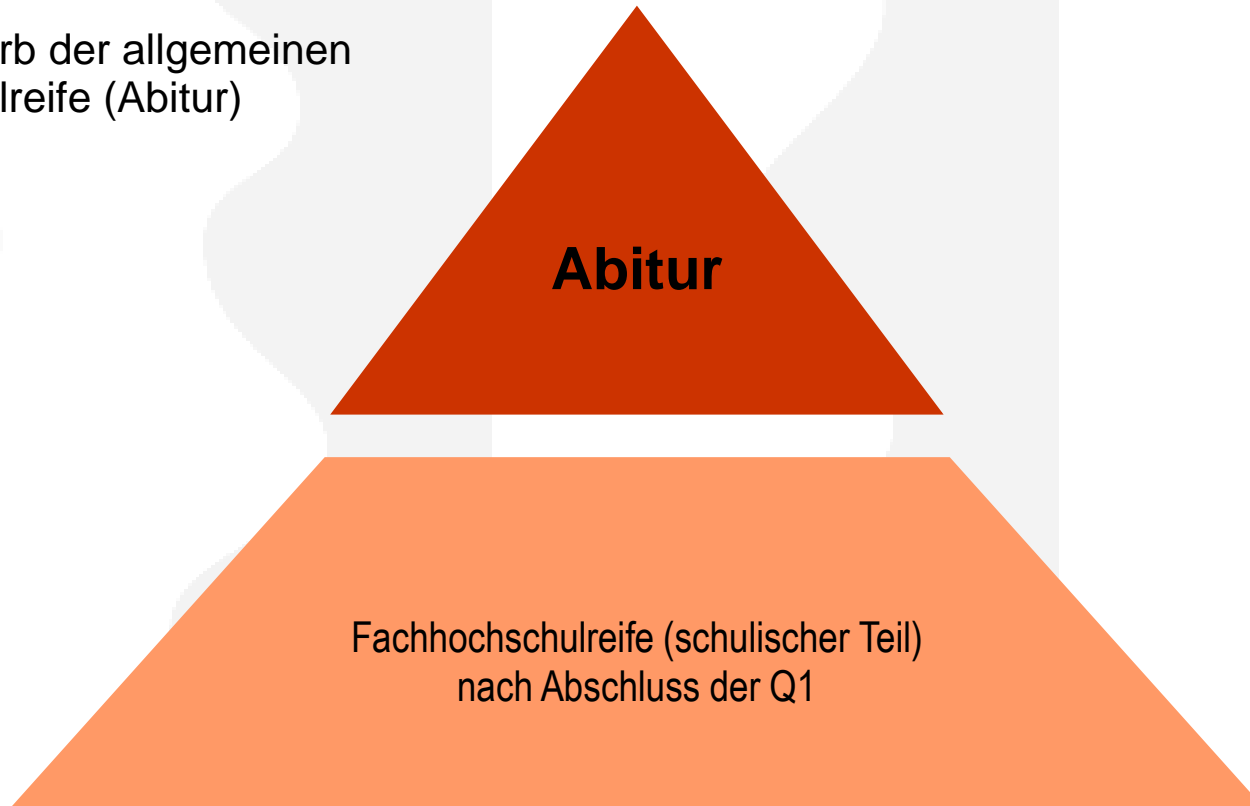 rb der allgemeinen
lreife (Abitur)
Abitur
Fachhochschulreife (schulischer Teil)
nach Abschluss der Q1